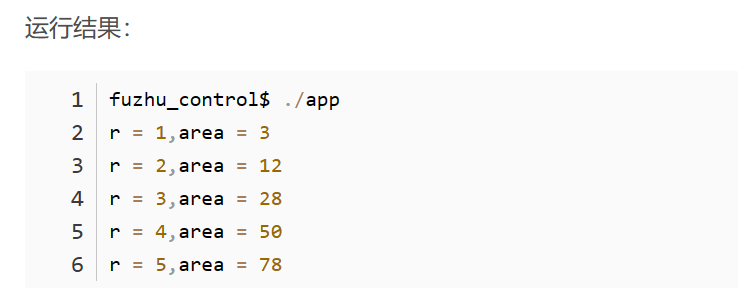 运行结果：
1 fuzhu_control$ ./app
2 r = 1,area = 3
3 r = 2,area = 12
4 r = 3,area = 28
5 r = 4,area = 50
6 r = 5,area = 78